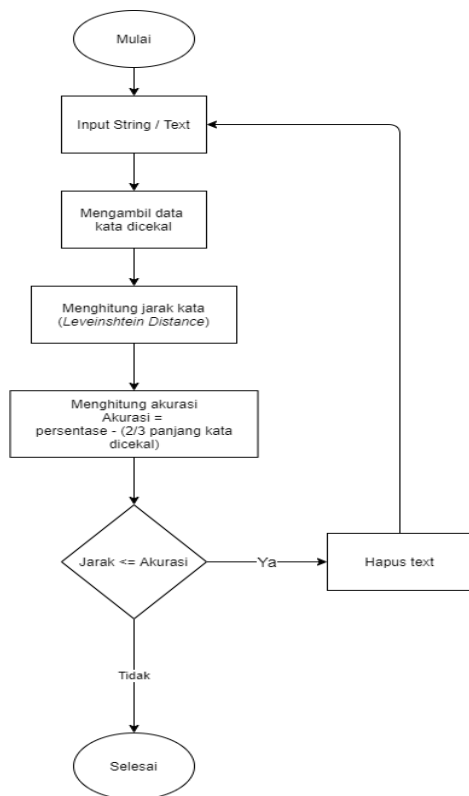 Mulai
Input String / Text
Mengambil data
kata dicekal
Menghitung jarak kata
(Leveinshtein Distance)
Menghitung akurasi
Akurasi =
persentase - (2/3 panjang kata
dicekal)
Jarak <= Akurasi
Ya
Hapus text
Tidak
Selesai